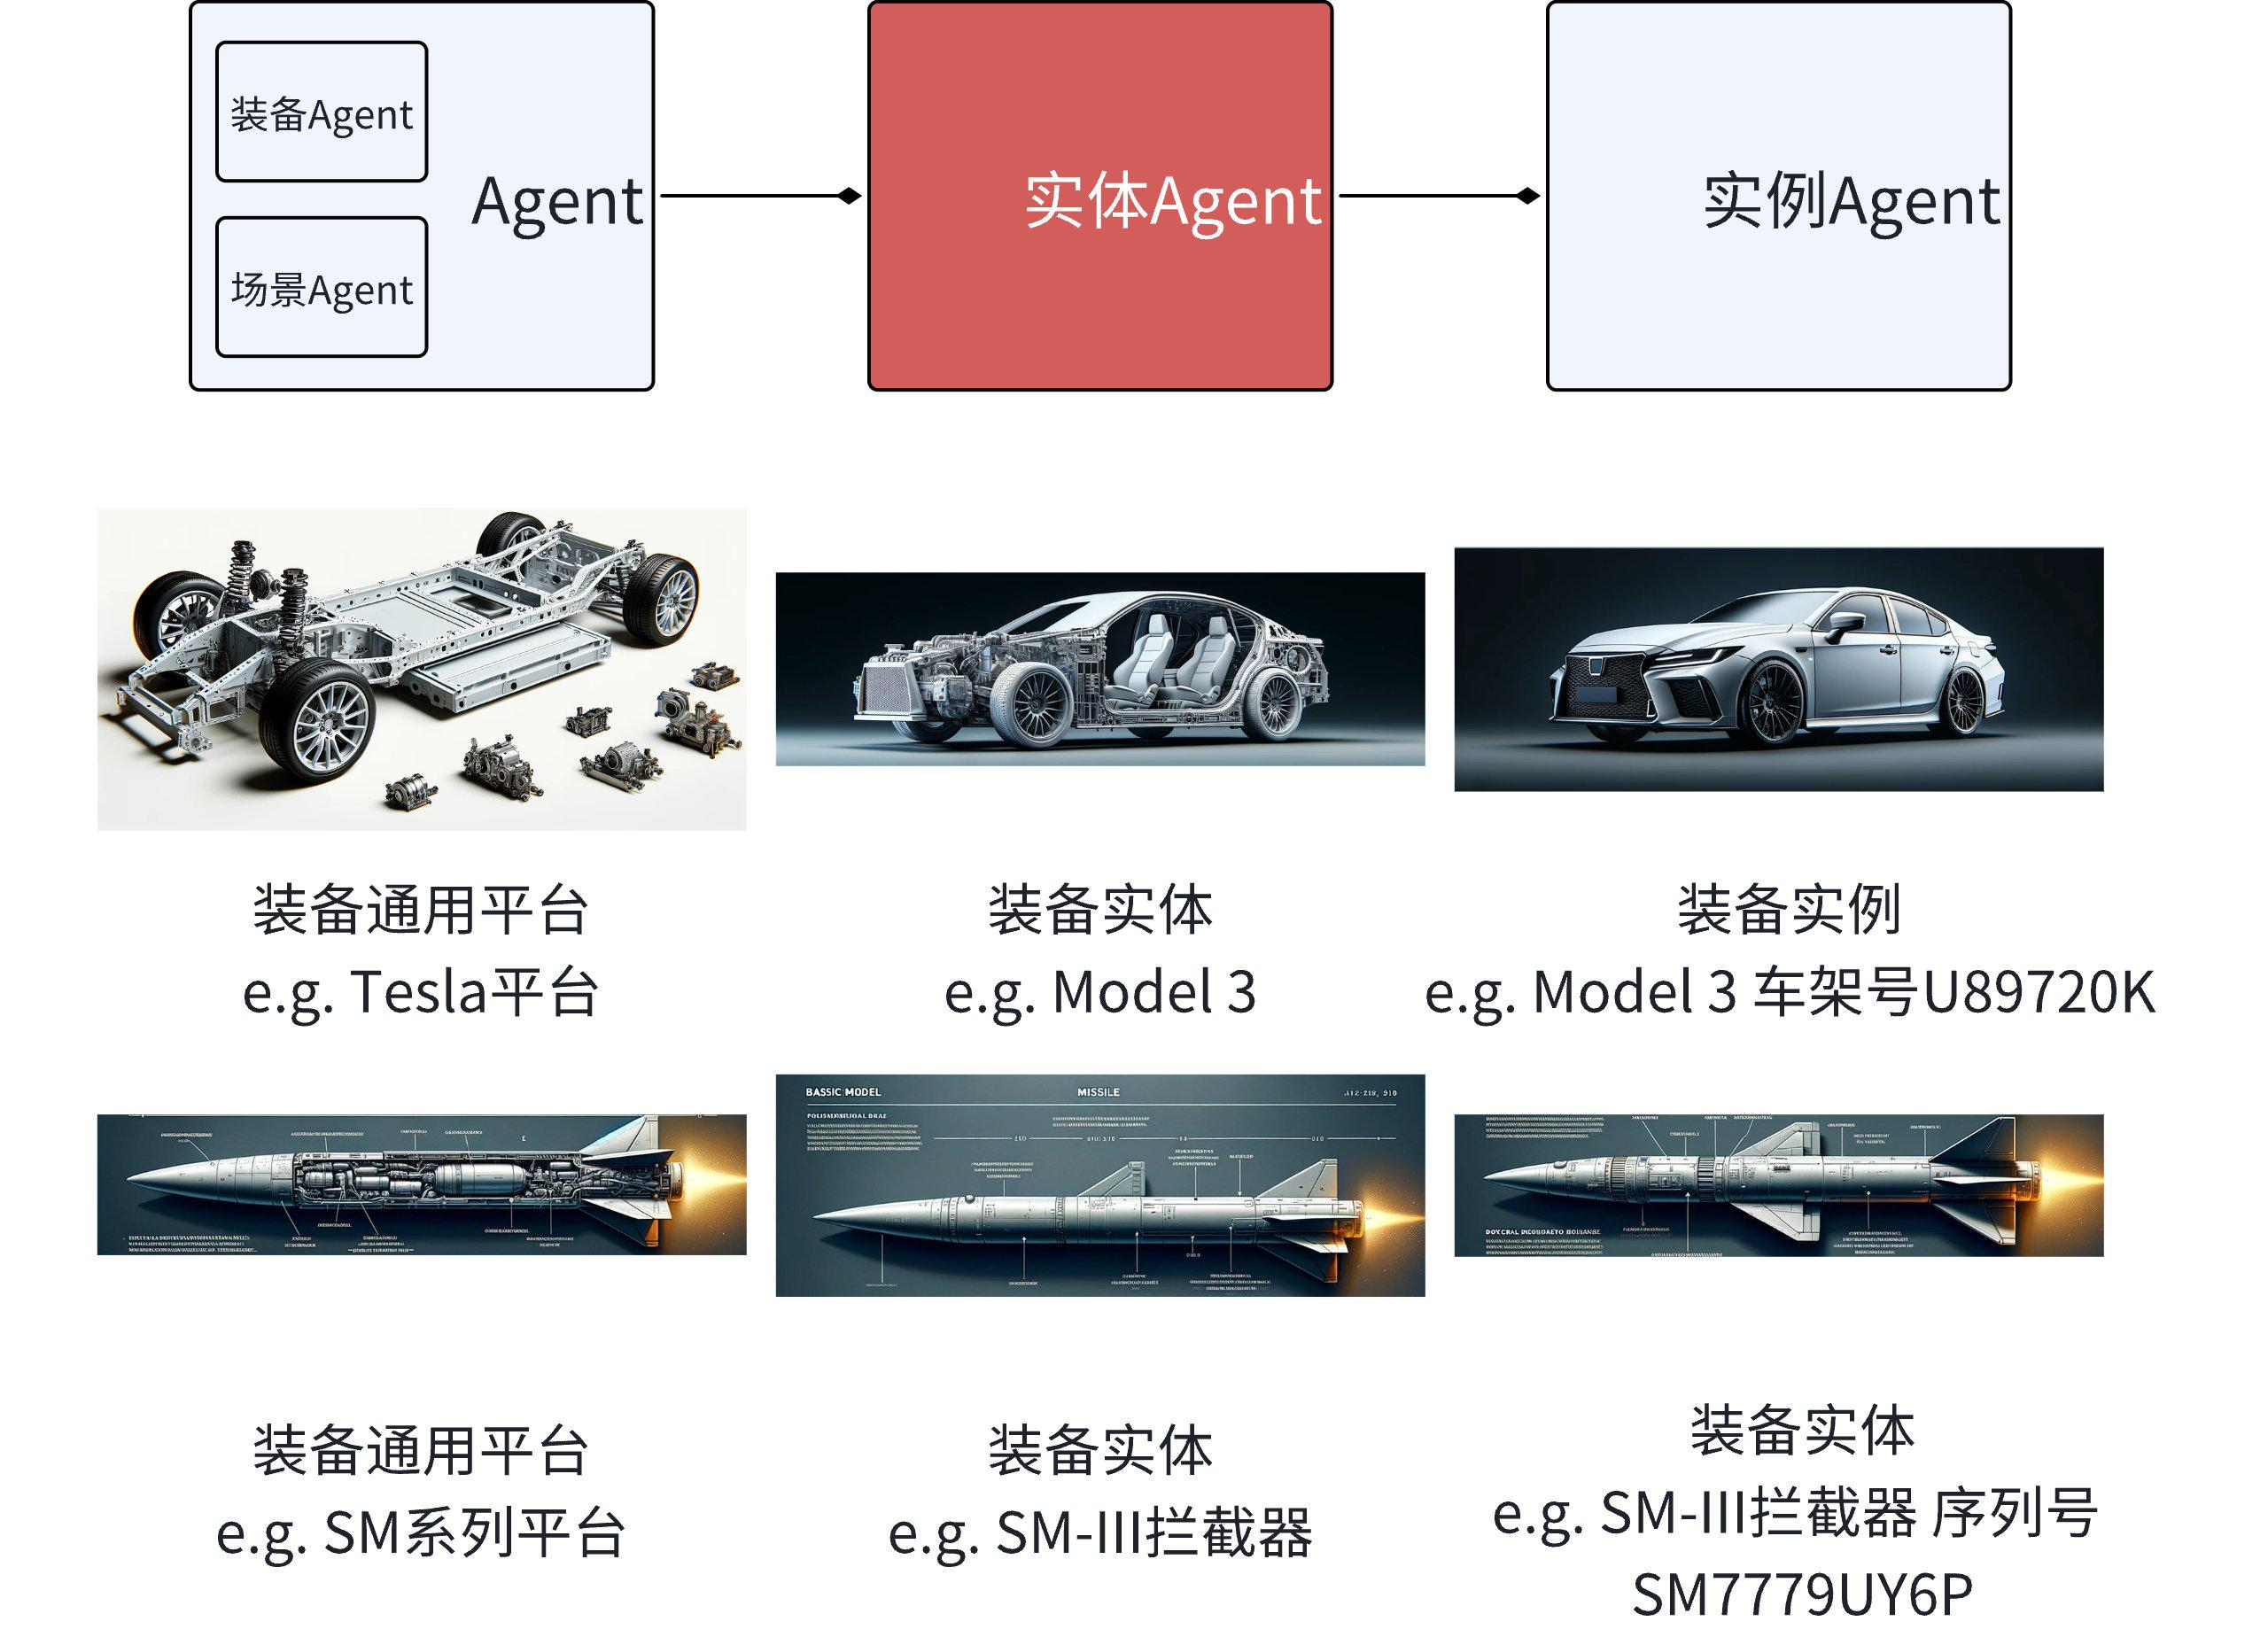 装备Agent
Agent
场景Agent
实体Agent
实例Agent
装备通用平台
e.g. Tesla平台
装备实体
e.g. Model 3
装备实例
e.g. Model 3 车架号U89720K
BASSIC MODEL
MISSILE
装备通用平台
e.g. SM系列平台
装备实体
e.g. SM-III拦截器
装备实体
e.g. SM-III拦截器 序列号
SM7779UY6P